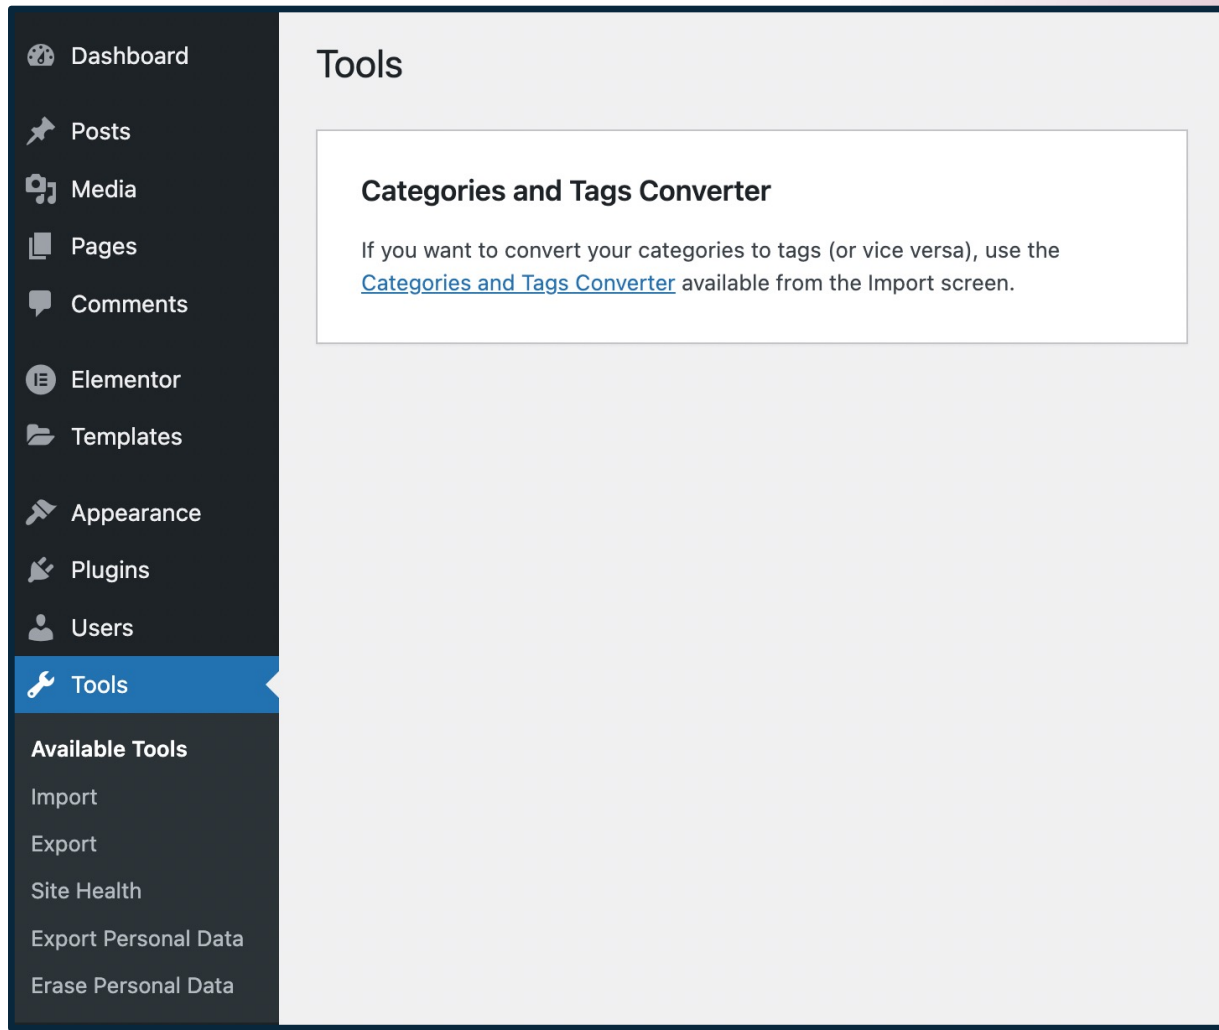 Dashboard
Posts
Media
Pages
Comments
Elementor
Templates
Appearance
Plugins
Users
Tools
Available Tools
Import
Export
Site Health
Export Personal Data
Erase Personal Data
Tools
Categories and Tags Converter
If you want to convert your categories to tags (or vice versa), use the
Categories and Tags Converter available from the Import screen.